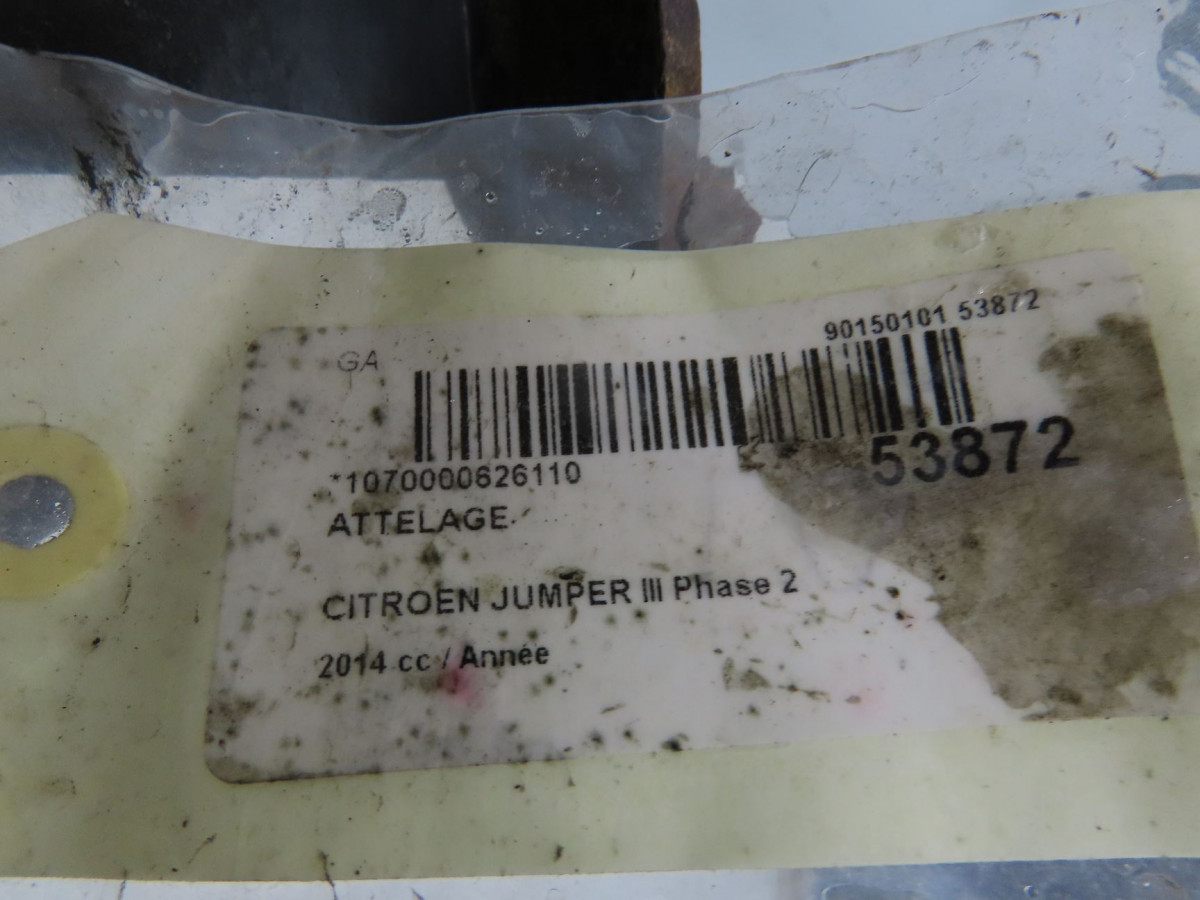 GA
90150101 53872
53872
*1070000626110
ATTELAGE
CITROEN JUMPER III Phase 2
2014 cc / Année